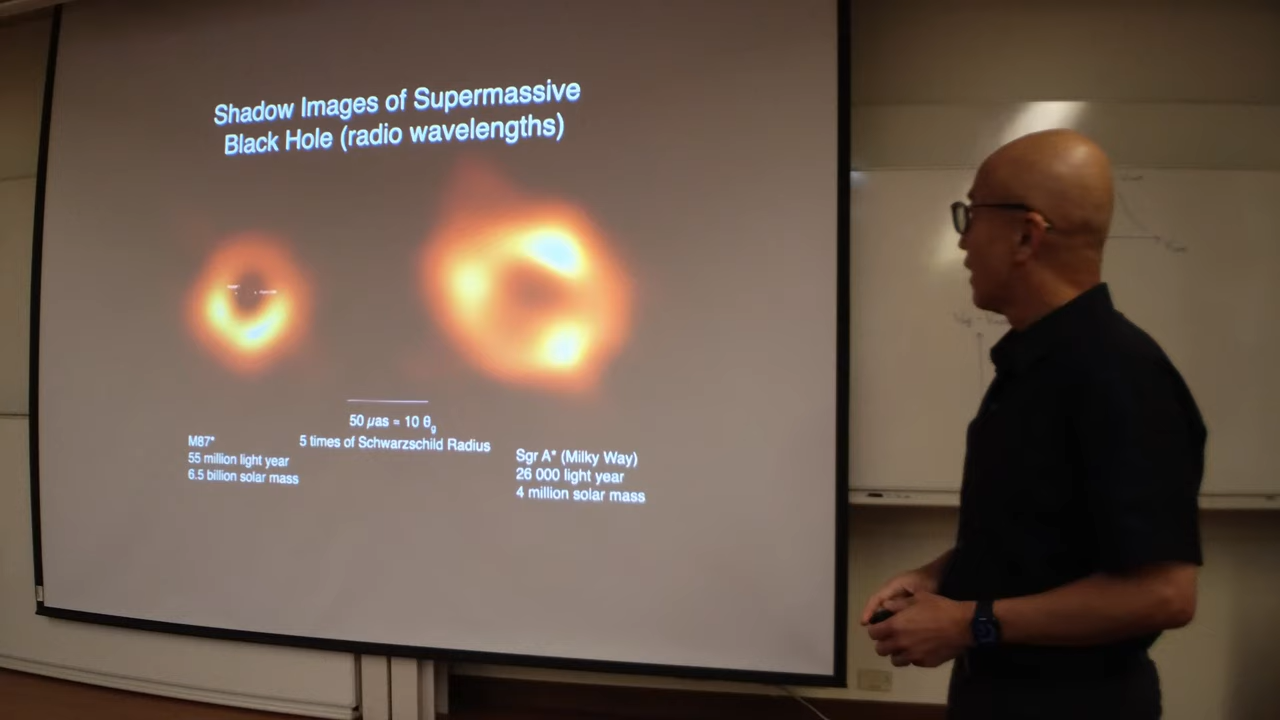 Shadow Images of Supermassive
Black Hole (radio wavelengths)
50 μas = 10 θg
5 times of Schwarzschild Radius
M87*
55 million light year
6.5 billion solar mass
Sgr A* (Milky Way)
26 000 light year
4 million solar mass